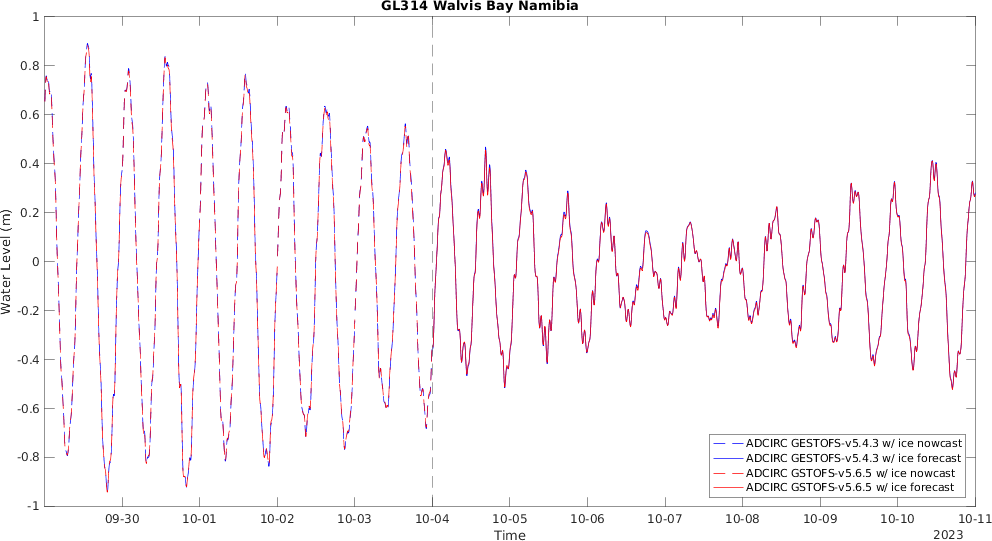 GL314 Walvis Bay Namibia
1
0.8
0.6
0.4
0.2
0
-0.2
-0.4
-0.6
-0.8
-1
Water Level (m)
ADCIRC GESTOFS-v5.4.3 w/ ice nowcast
ADCIRC GESTOFS-v5.4.3 w/ ice forecast
ADCIRC GSTOFS-v5.6.5 w/ ice nowcast
ADCIRC GSTOFS-v5.6.5 w/ ice forecast
09-30 10-01 10-02 10-03 10-04 10-05 10-06 10-07 10-08 10-09 10-10 10-11
Time
2023